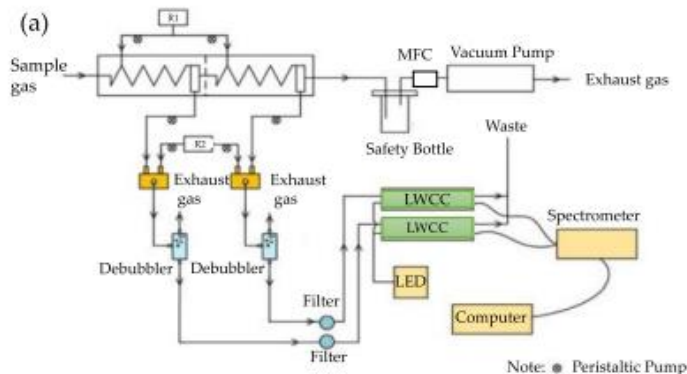 (a)
R1
Sample
gas
MFC
Vacuum Pump
Exhaust gas
Safety Bottle
Waste
R2
Exhaust
gas
Exhaust
gas
LWCC
LWCC
Spectrometer
Debubbler
Debubbler
LED
Filter
Computer
Filter
Note: Peristaltic Pump